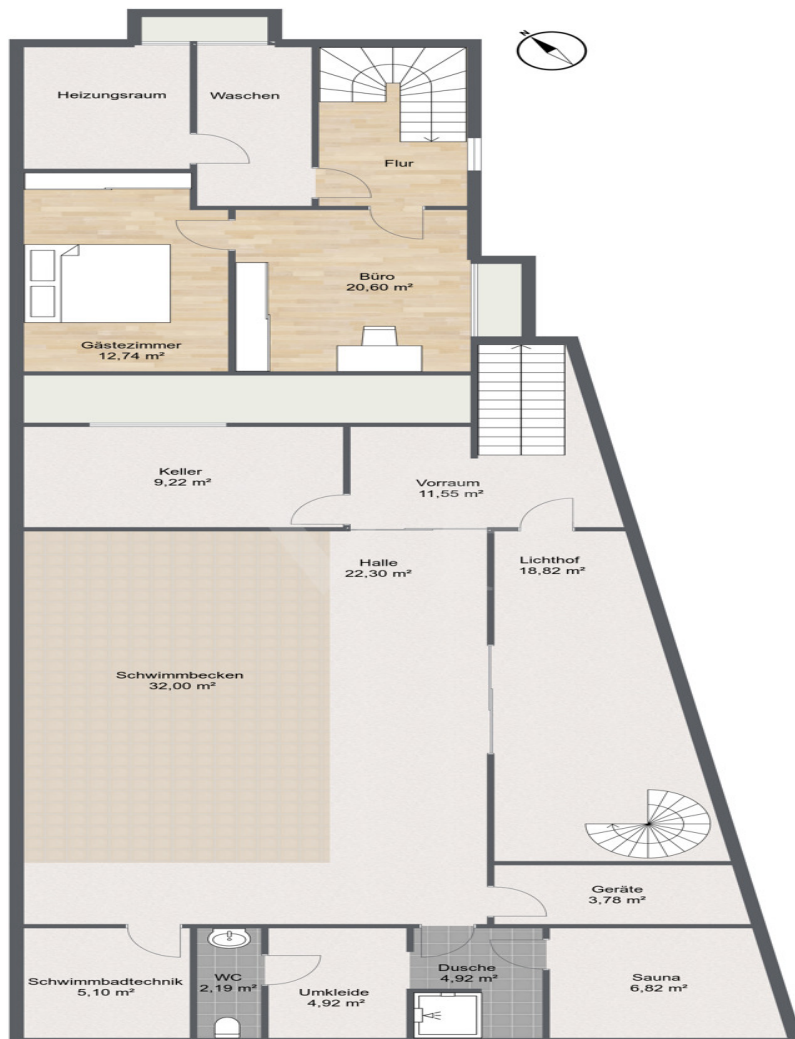 N
Heizungsraum
Waschen
Flur
Büro
20,60 m²
Gästezimmer
12,74 m²
Keller
9,22 m²
Vorraum
11,55 m²
Halle
22,30 m²
Lichthof
18,82 m²
Schwimmbecken
32,00 m²
Geräte
3,78 m²
Schwimmbadtechnik
5,10 m²
WC
2,19 m²
Umkleide
4,92 m²
Dusche
4,92 m²
Sauna
6,82 m²